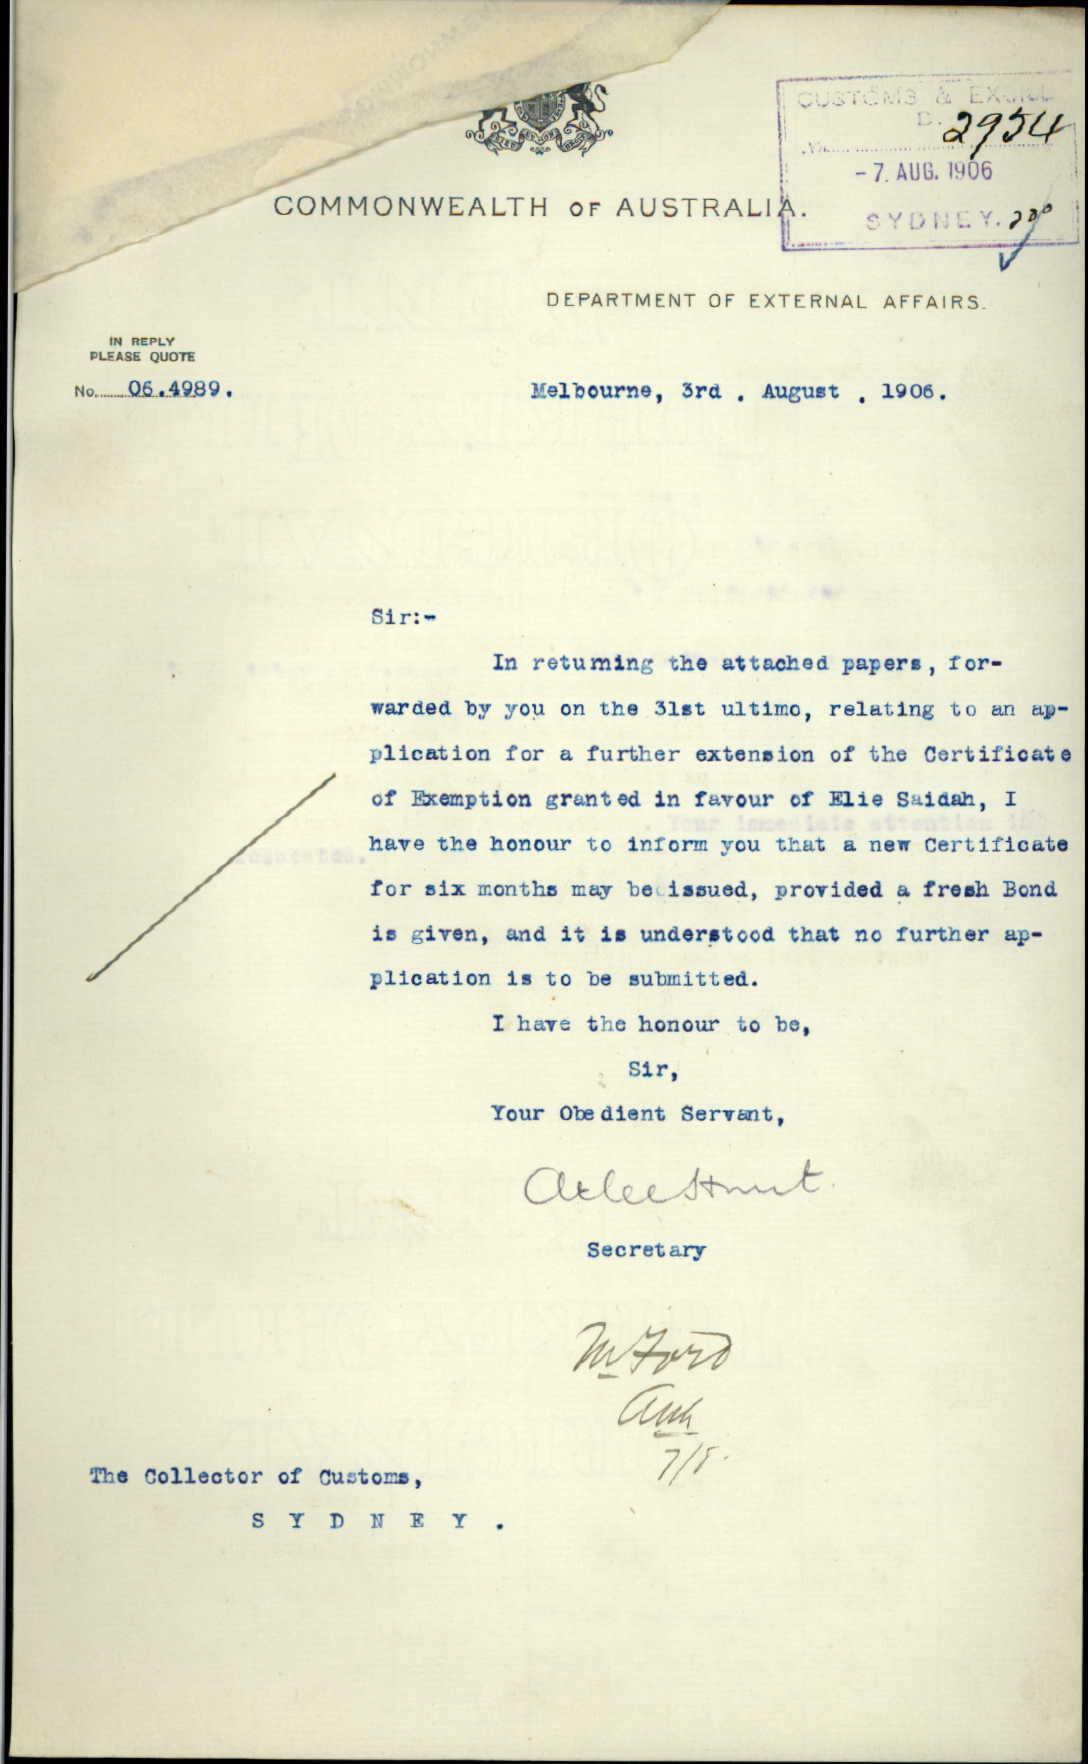 CUSTOMS & EXCISE
D. 2954
No.
- 7. AUG. 1906
SYDNEY.
COMMONWEALTH OF AUSTRALIA.
DEPARTMENT OF EXTERNAL AFFAIRS.
IN REPLY
PLEASE QUOTE
No. 06.4989.
Melbourne, 3rd . August . 1906.
Sir:-
In returning the attached papers, for-
warded by you on the 31st ultimo, relating to an ap-
plication for a further extension of the Certificate
of Exemption granted in favour of Elie Saidah, I
have the honour to inform you that a new Certificate
for six months may be issued, provided a fresh Bond
is given, and it is understood that no further ap-
plication is to be submitted.
I have the honour to be,
Sir,
Your Obedient Servant,
Atlee Hunt.
Secretary
Mr Ford
7/8.
The Collector of Customs,
S Y D N E Y .